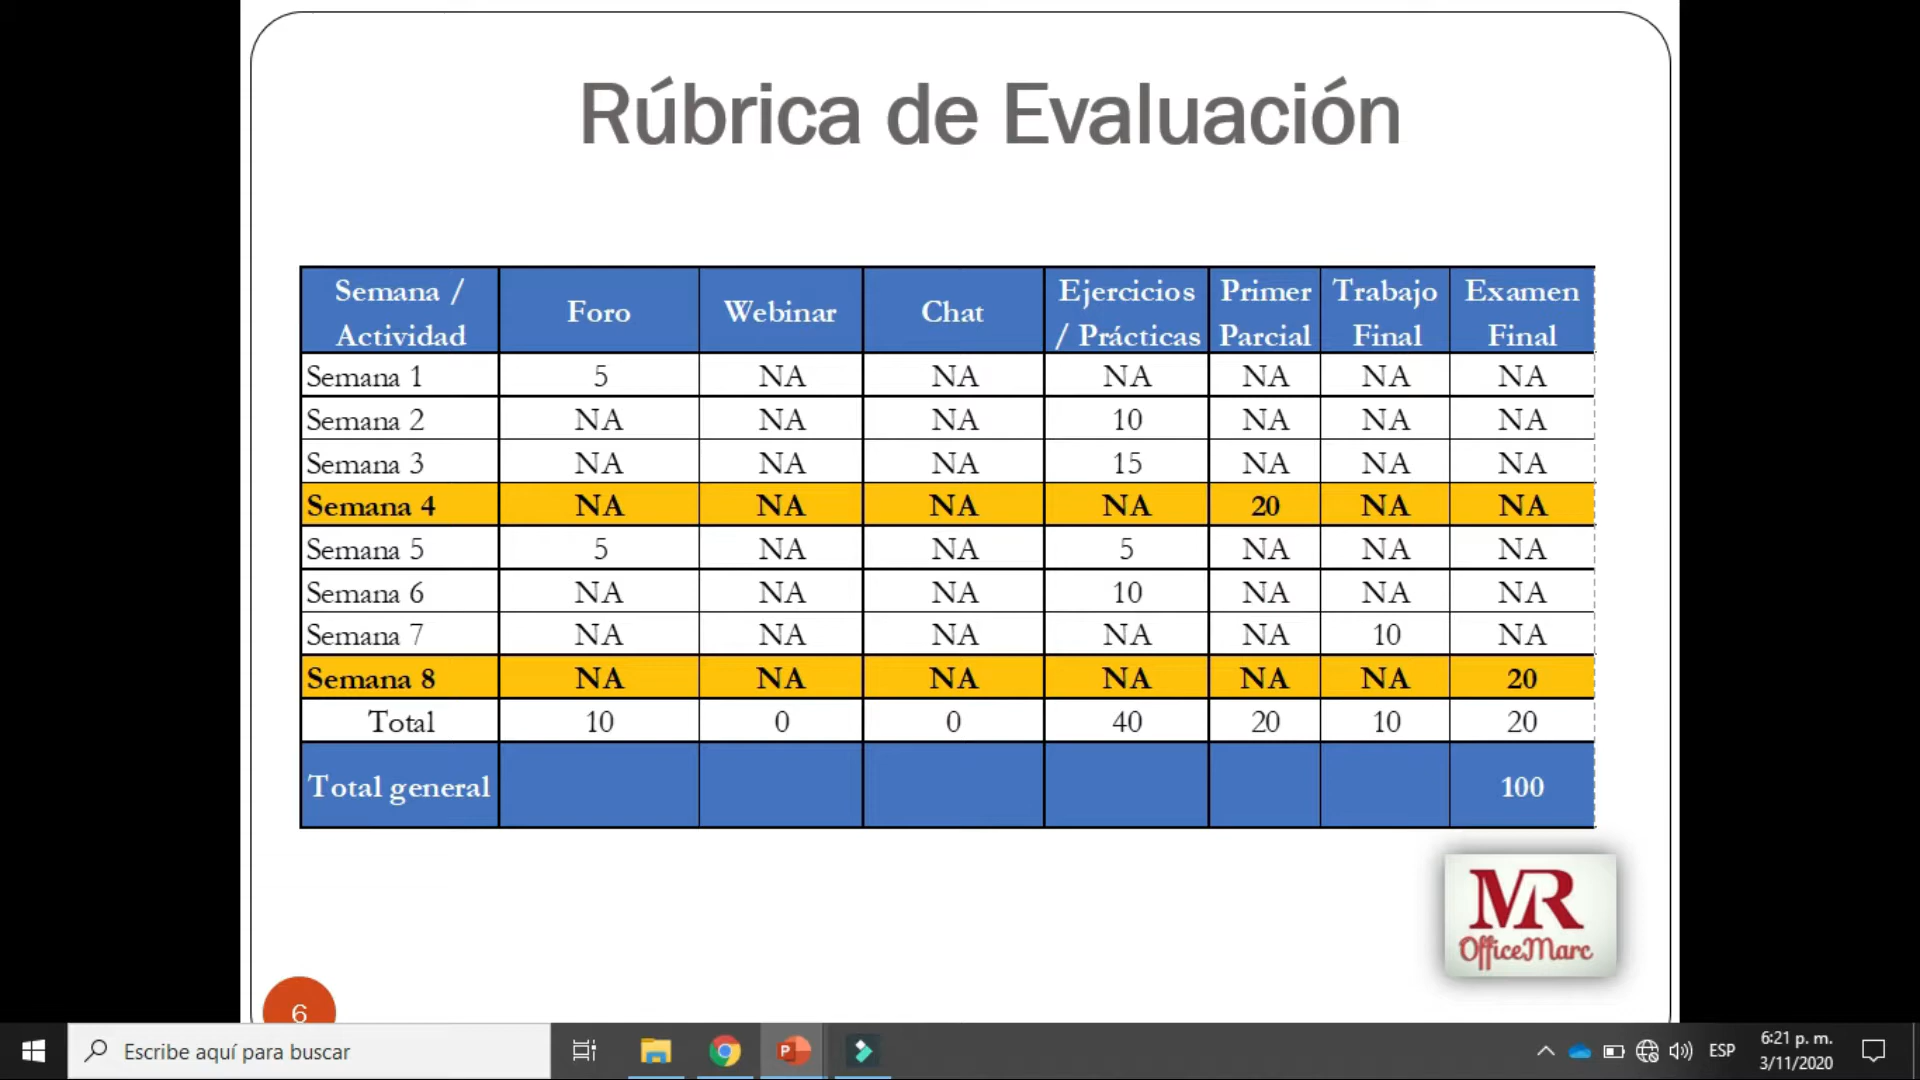 Rúbrica de Evaluación
Semana / Actividad Foro Webinar Chat Ejercicios / Prácticas Primer Parcial Trabajo Final Examen Final
Semana 1 5 NA NA NA NA NA NA
Semana 2 NA NA NA 10 NA NA NA
Semana 3 NA NA NA 15 NA NA NA
Semana 4 NA NA NA NA 20 NA NA
Semana 5 5 NA NA 5 NA NA NA
Semana 6 NA NA NA 10 NA NA NA
Semana 7 NA NA NA NA NA 10 NA
Semana 8 NA NA NA NA NA NA 20
Total 10 0 0 40 20 10 20
Total general 100
MR
OfficeMarc
6
Escribe aquí para buscar
P
ESP
6:21 p. m.
3/11/2020